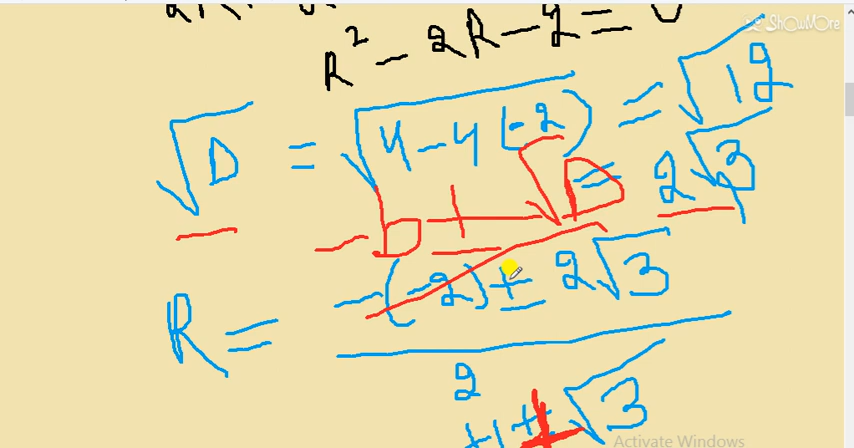 ShowMore
R² - 2R - 2 = 0
√D = √(4 - 4(-2)) = √12
= 2√3
-b ± √D
R = (-(-2) ± 2√3) / 2
+1 ± √3
Activate Windows